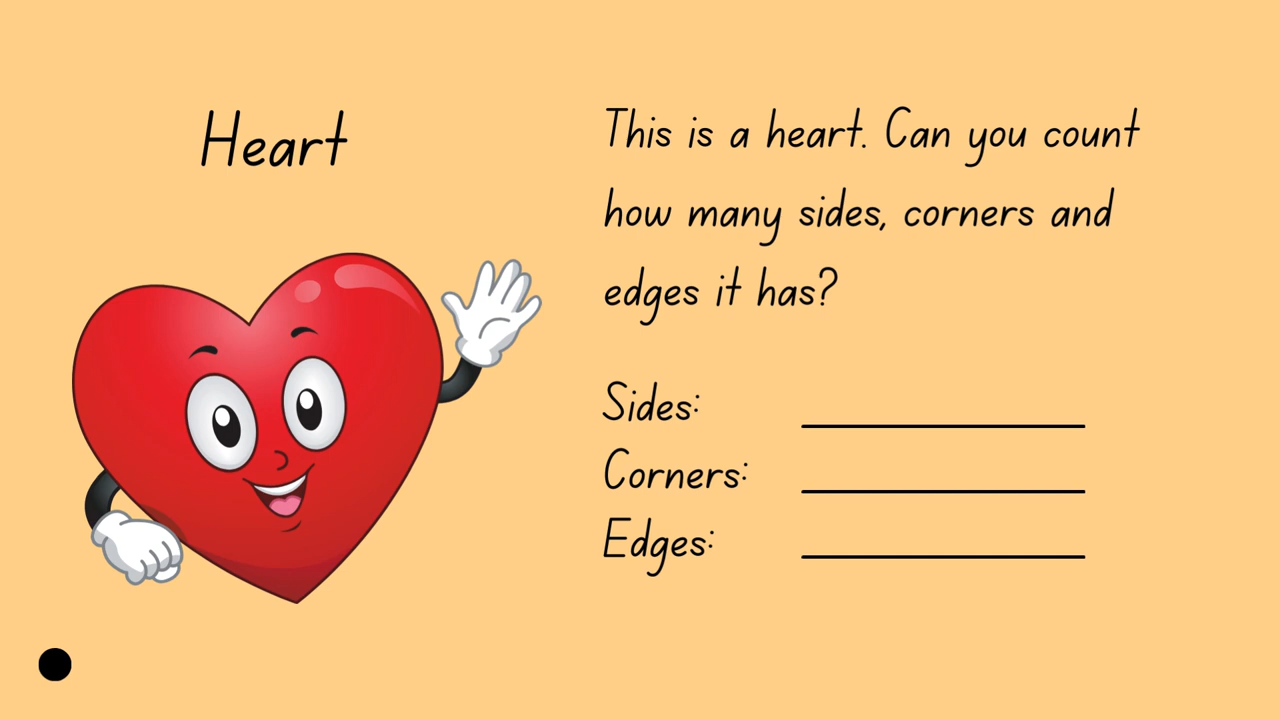 Heart
This is a heart. Can you count
how many sides, corners and
edges it has?
Sides:
Corners:
Edges: